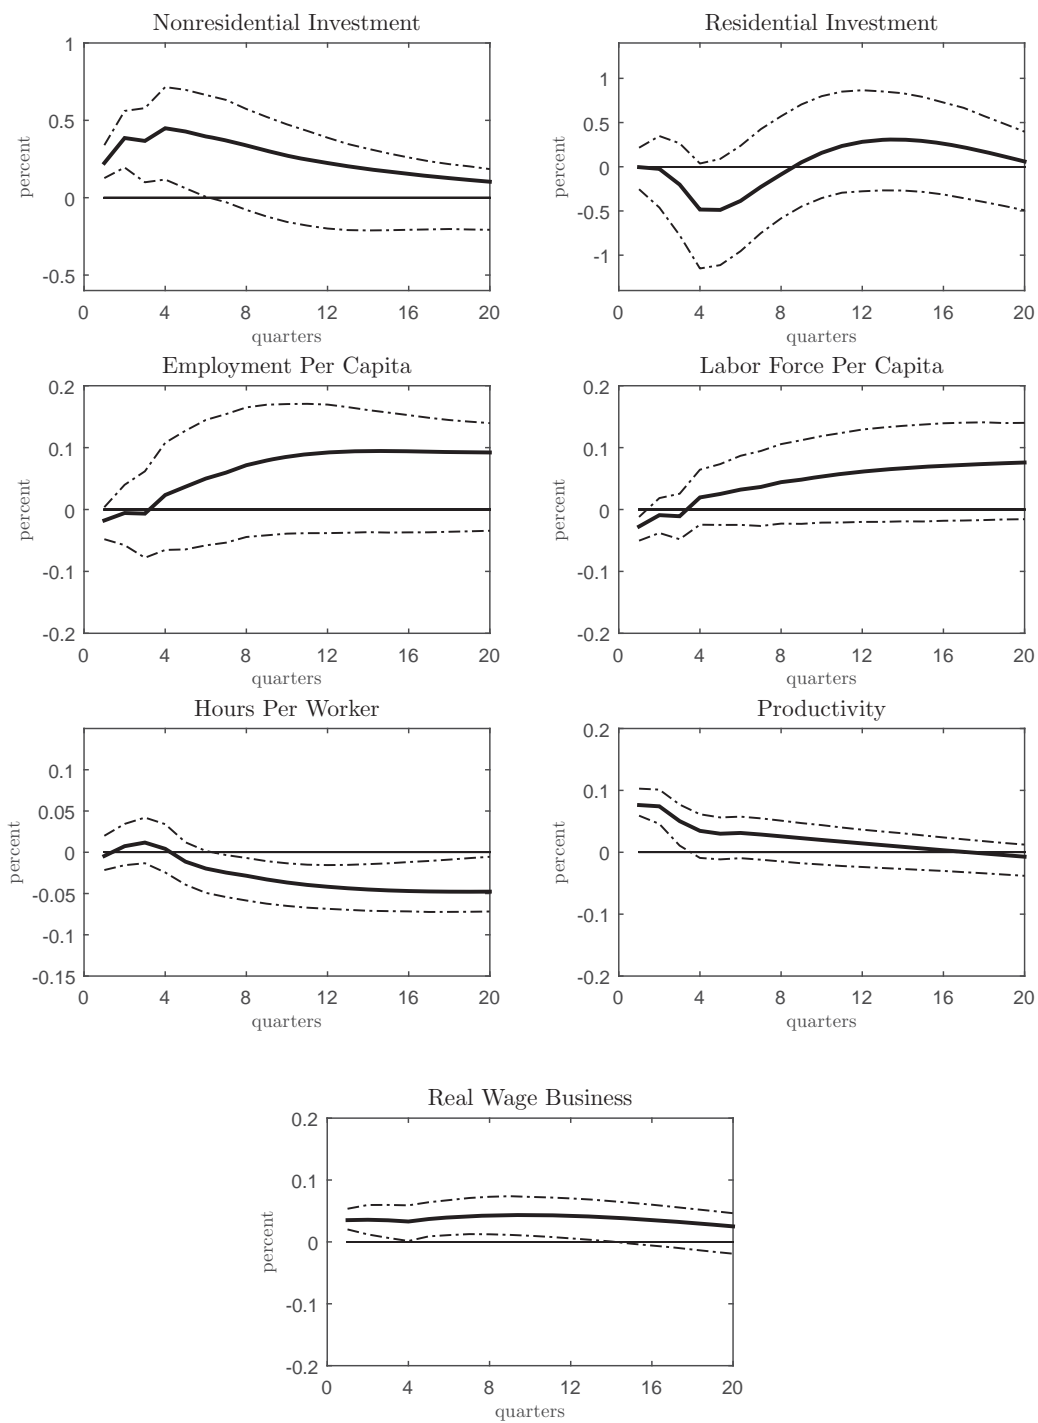 Nonresidential Investment
1
0.5
0
-0.5
percent
0 4 8 12 16 20
quarters
Residential Investment
1
0.5
0
-0.5
-1
percent
0 4 8 12 16 20
quarters
Employment Per Capita
0.2
0.1
0
-0.1
-0.2
percent
0 4 8 12 16 20
quarters
Labor Force Per Capita
0.2
0.1
0
-0.1
-0.2
percent
0 4 8 12 16 20
quarters
Hours Per Worker
0.1
0.05
0
-0.05
-0.1
-0.15
percent
0 4 8 12 16 20
quarters
Productivity
0.2
0.1
0
-0.1
-0.2
percent
0 4 8 12 16 20
quarters
Real Wage Business
0.2
0.1
0
-0.1
-0.2
percent
0 4 8 12 16 20
quarters